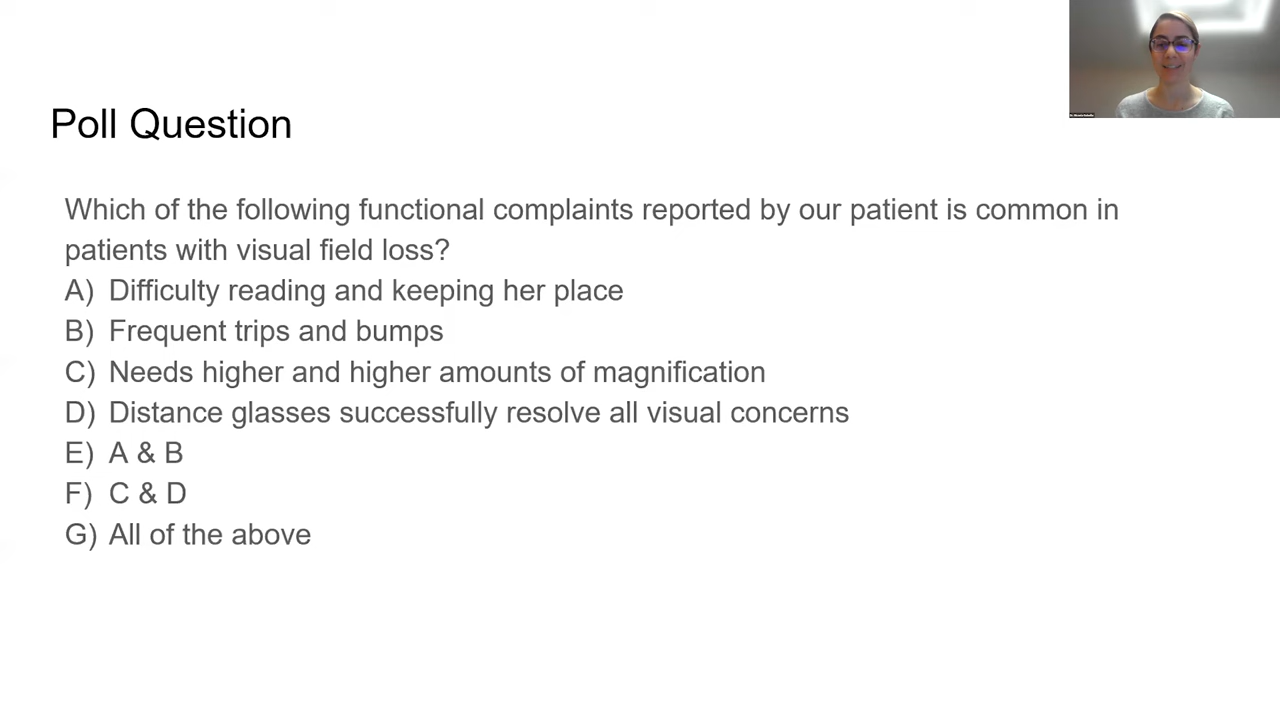 Poll Question
Which of the following functional complaints reported by our patient is common in
patients with visual field loss?
A) Difficulty reading and keeping her place
B) Frequent trips and bumps
C) Needs higher and higher amounts of magnification
D) Distance glasses successfully resolve all visual concerns
E) A & B
F) C & D
G) All of the above